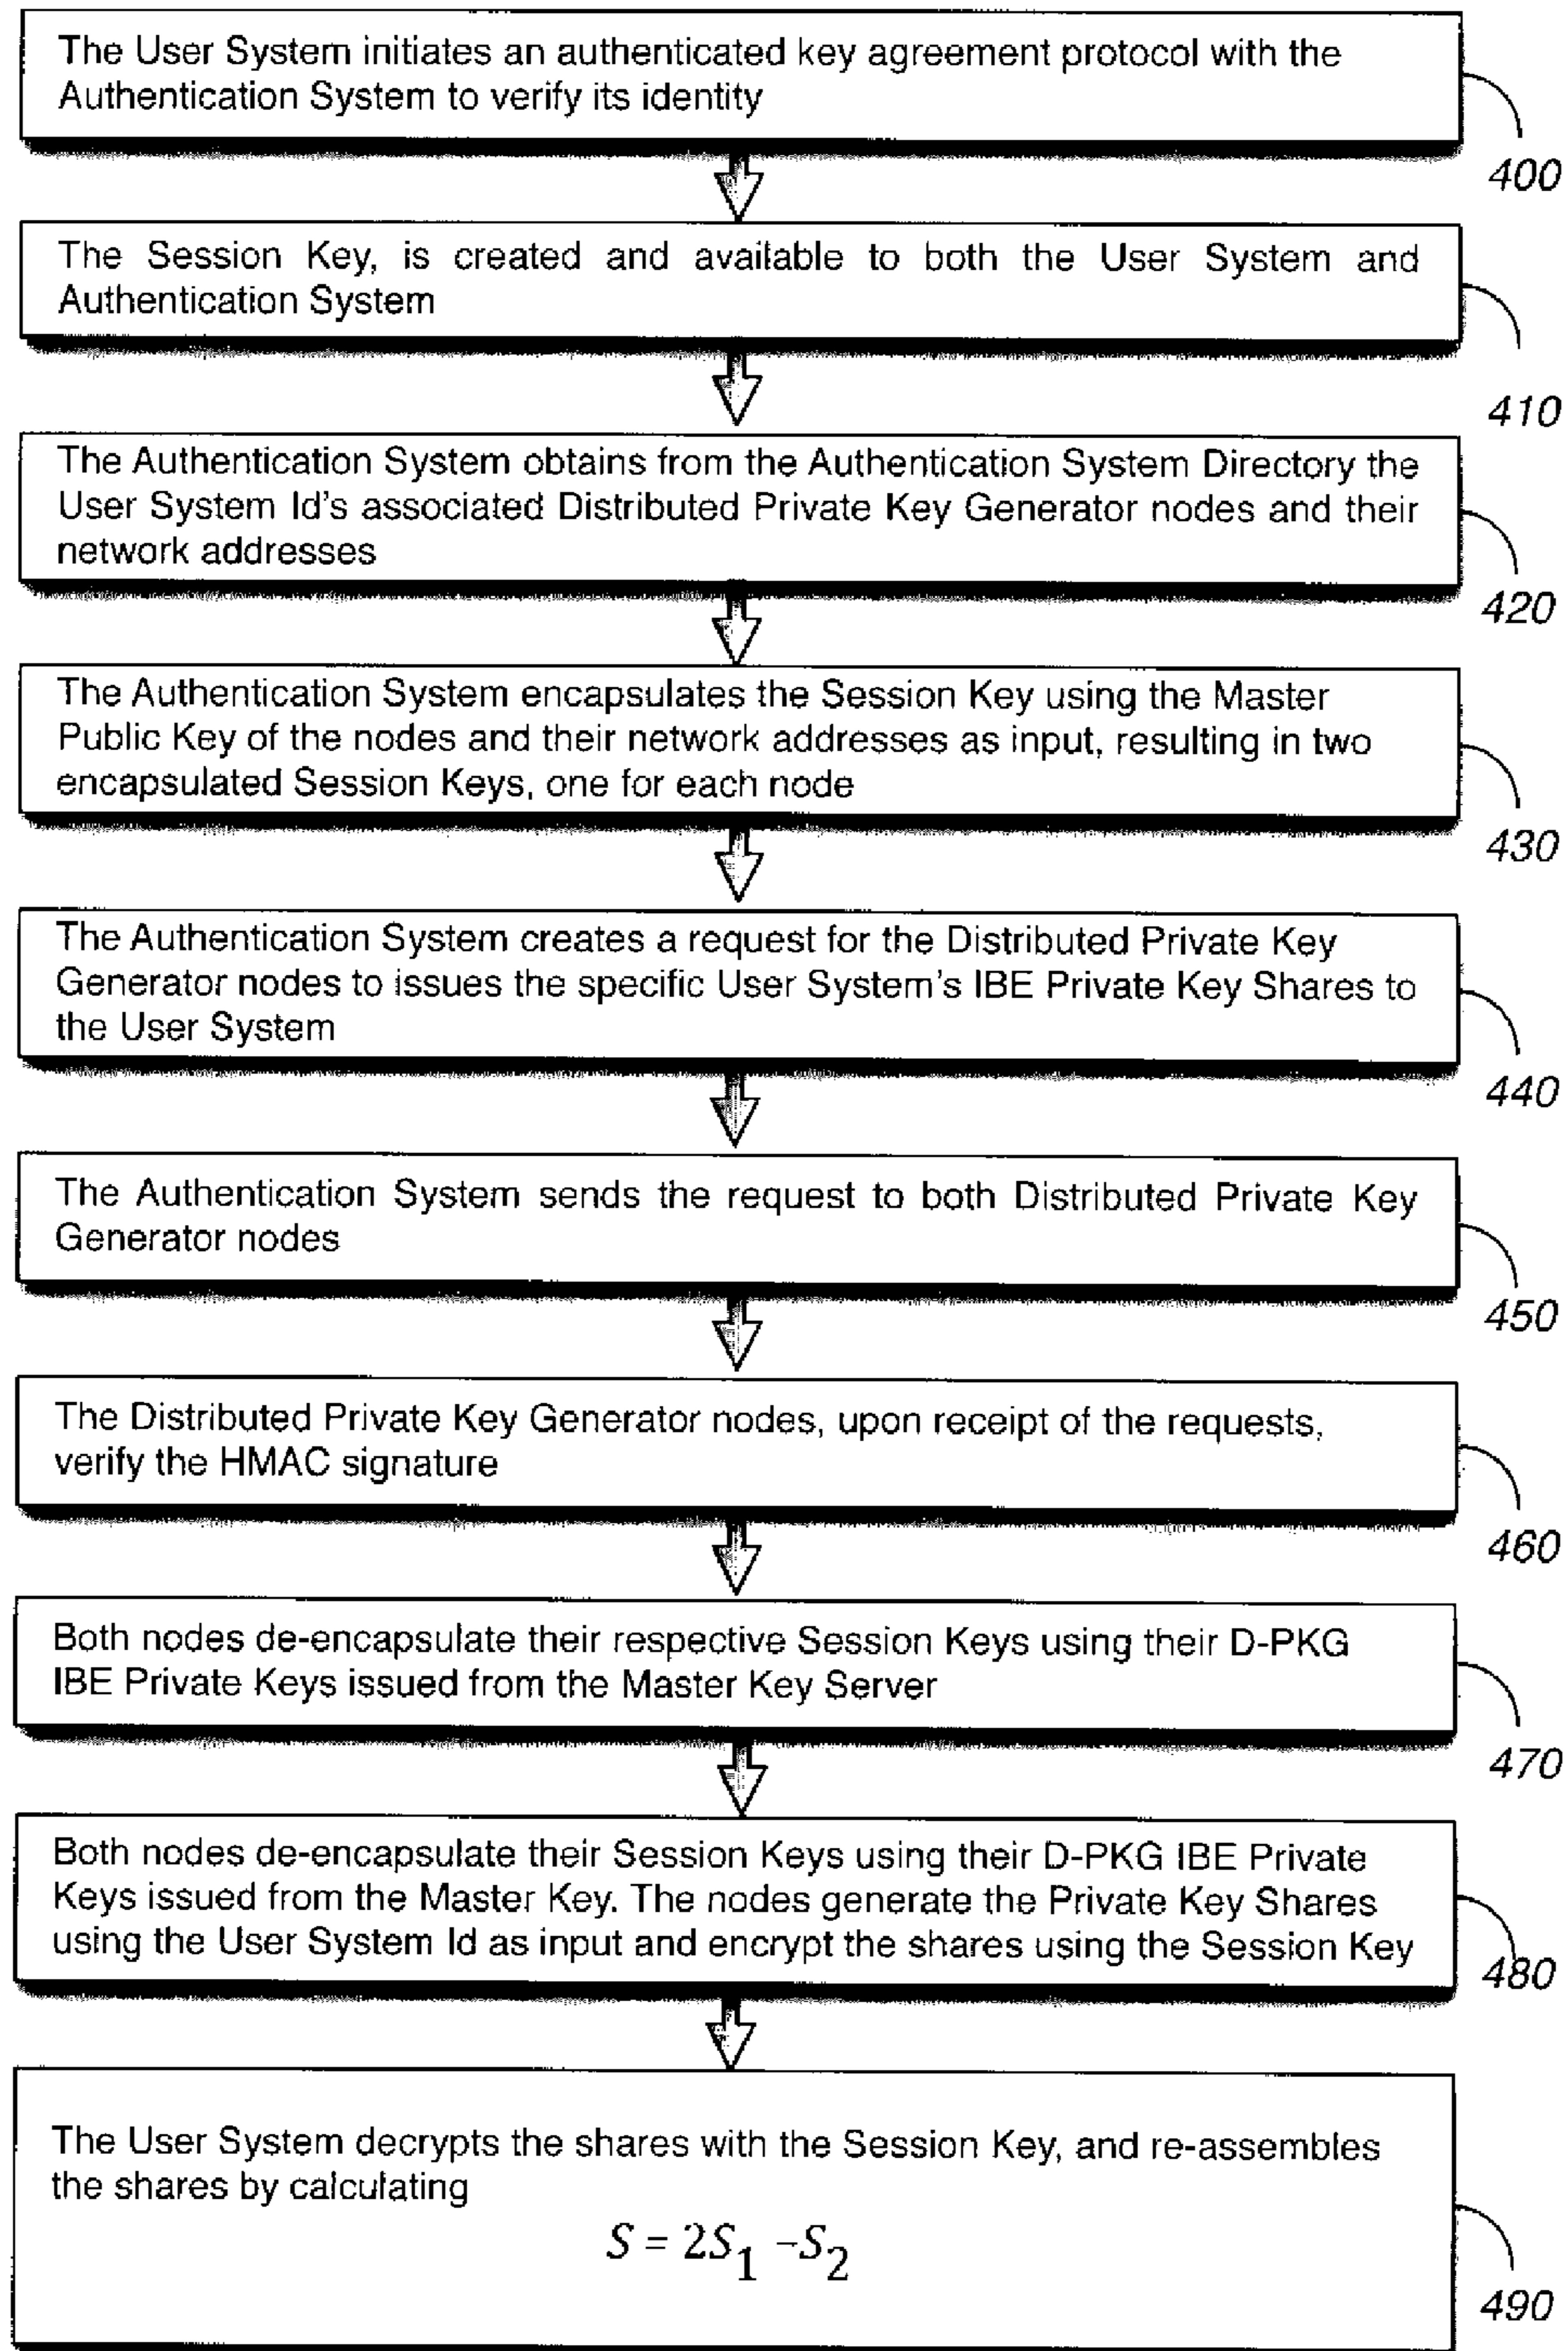 The User System initiates an authenticated key agreement protocol with the
Authentication System to verify its identity
400
The Session Key, is created and available to both the User System and
Authentication System
410
The Authentication System obtains from the Authentication System Directory the
User System Id's associated Distributed Private Key Generator nodes and their
network addresses
420
The Authentication System encapsulates the Session Key using the Master
Public Key of the nodes and their network addresses as input, resulting in two
encapsulated Session Keys, one for each node
430
The Authentication System creates a request for the Distributed Private Key
Generator nodes to issues the specific User System's IBE Private Key Shares to
the User System
440
The Authentication System sends the request to both Distributed Private Key
Generator nodes
450
The Distributed Private Key Generator nodes, upon receipt of the requests,
verify the HMAC signature
460
Both nodes de-encapsulate their respective Session Keys using their D-PKG
IBE Private Keys issued from the Master Key Server
470
Both nodes de-encapsulate their Session Keys using their D-PKG IBE Private
Keys issued from the Master Key. The nodes generate the Private Key Shares
using the User System Id as input and encrypt the shares using the Session Key
480
The User System decrypts the shares with the Session Key, and re-assembles
the shares by calculating
S = 2S₁ –S₂
490